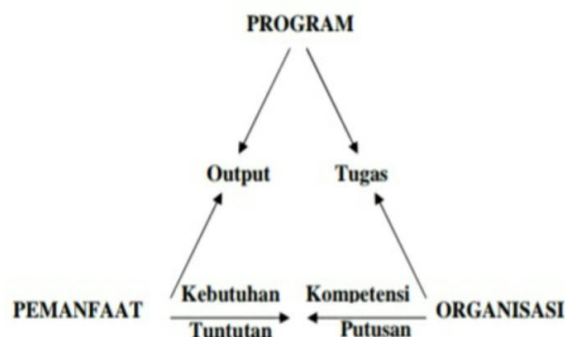 PROGRAM
Output Tugas
Kebutuhan Kompetensi
PEMANFAAT ORGANISASI
Tuntutan Putusan